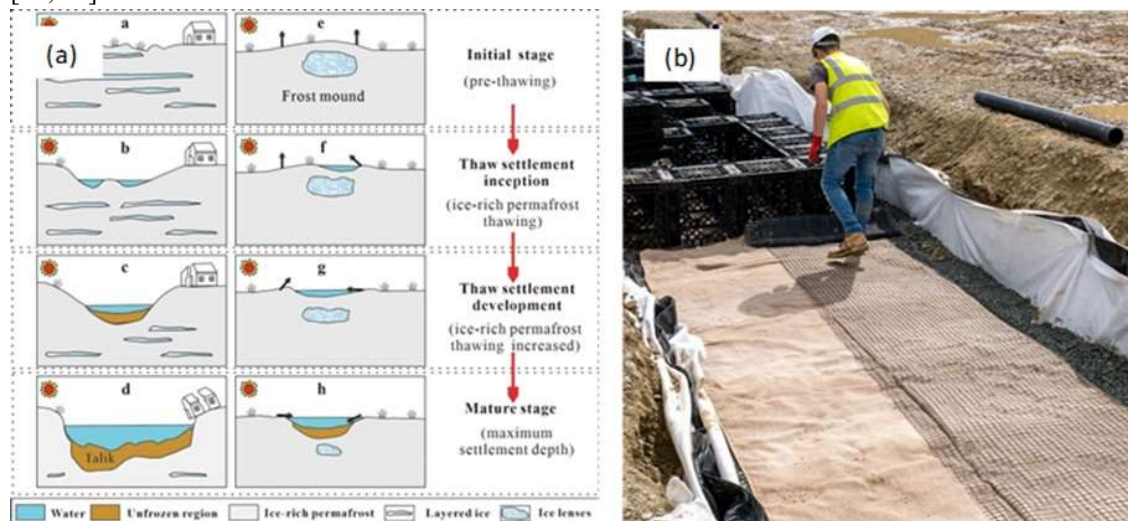 (a)
a
e
Frost mound
Initial stage
(pre-thawing)
b
f
Thaw settlement
inception
(ice-rich permafrost
thawing)
c
g
Thaw settlement
development
(ice-rich permafrost
thawing increased)
d
h
Talik
Mature stage
(maximum
settlement depth)
Water
Unfrozen region
Ice-rich permafrost
Layered ice
Ice lenses
(b)